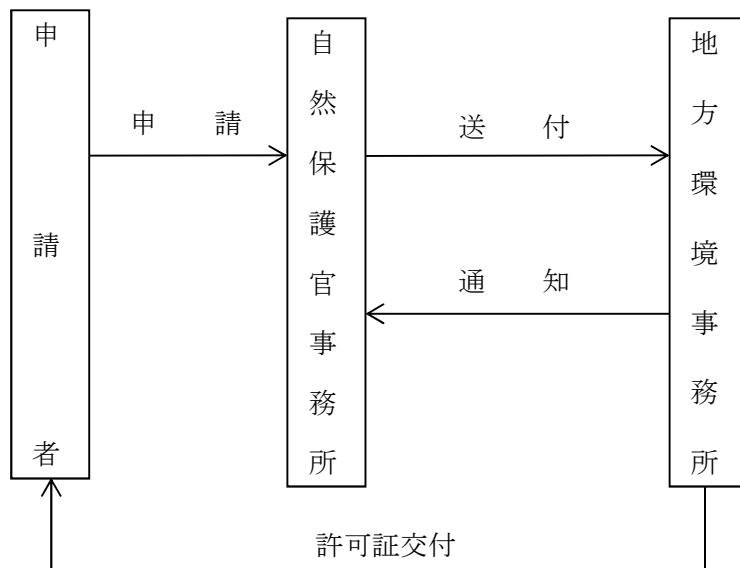 申請者
申請
自然保護官事務所
送付
通知
地方環境事務所
許可証交付